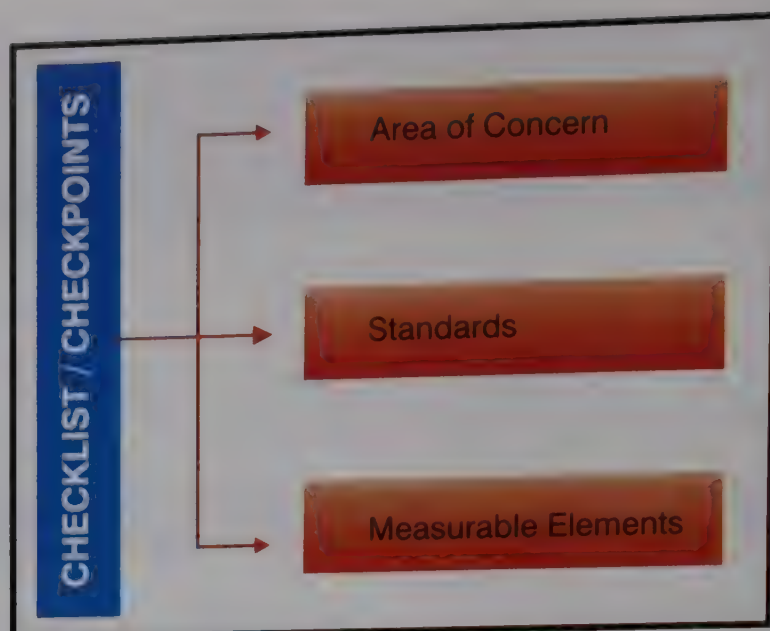 CHECKLIST / CHECKPOINTS
Area of Concern
Standards
Measurable Elements